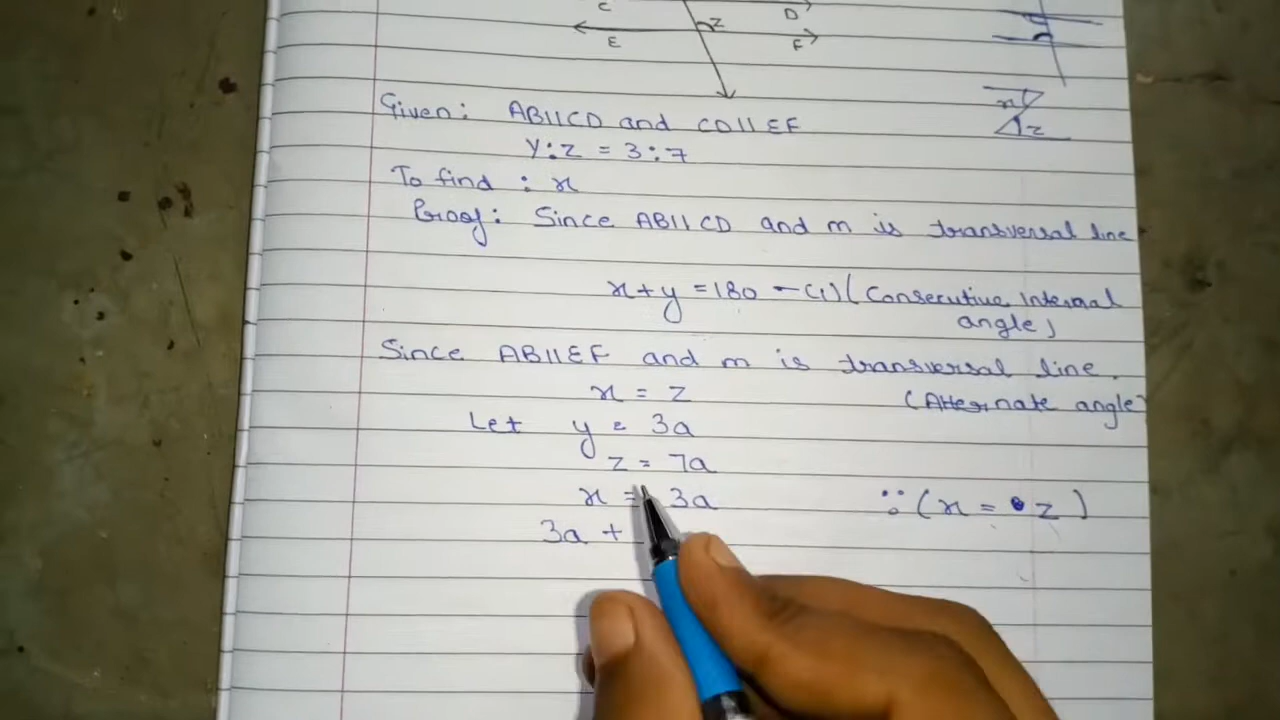 C D
Z
E F
x
z
Given: AB||CD and CD||EF
y:z = 3:7
To find : x
Proof: Since AB||CD and m is transversal line
x+y = 180 —(1) (Consecutive internal
angle)
Since AB||EF and m is transversal line.
x = z
(Alternate angle)
Let y = 3a
z = 7a
x = 3a ∵ (x = z)
3a +